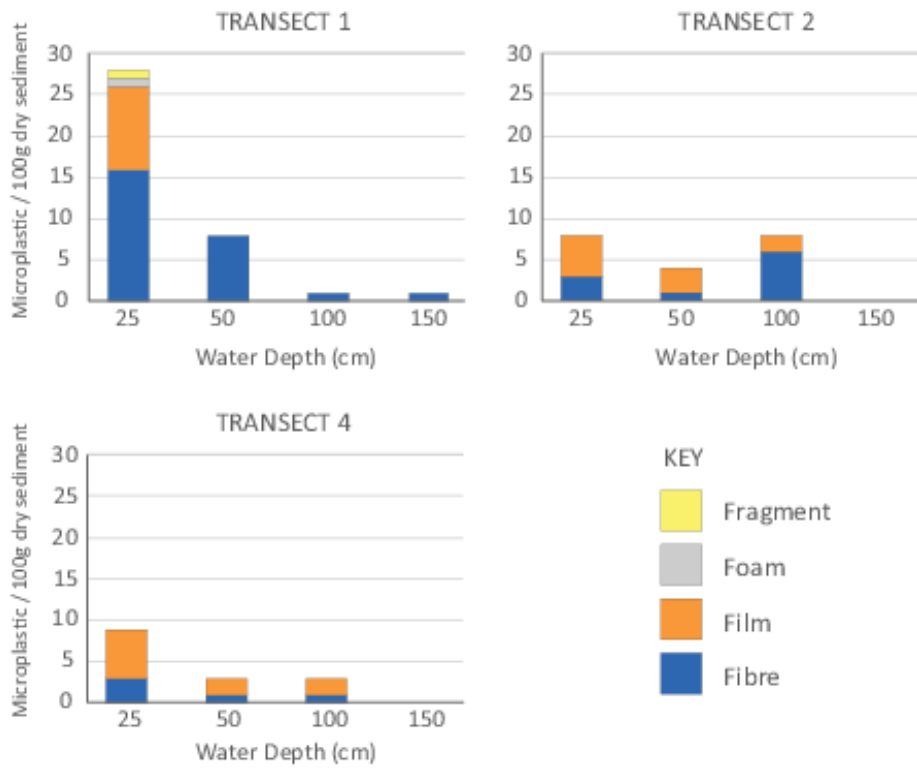 TRANSECT 1
Microplastic / 100g dry sediment
30
25
20
15
10
5
0
25 50 100 150
Water Depth (cm)
TRANSECT 2
30
25
20
15
10
5
0
25 50 100 150
Water Depth (cm)
TRANSECT 4
Microplastic / 100g dry sediment
30
25
20
15
10
5
0
25 50 100 150
Water Depth (cm)
KEY
Fragment
Foam
Film
Fibre